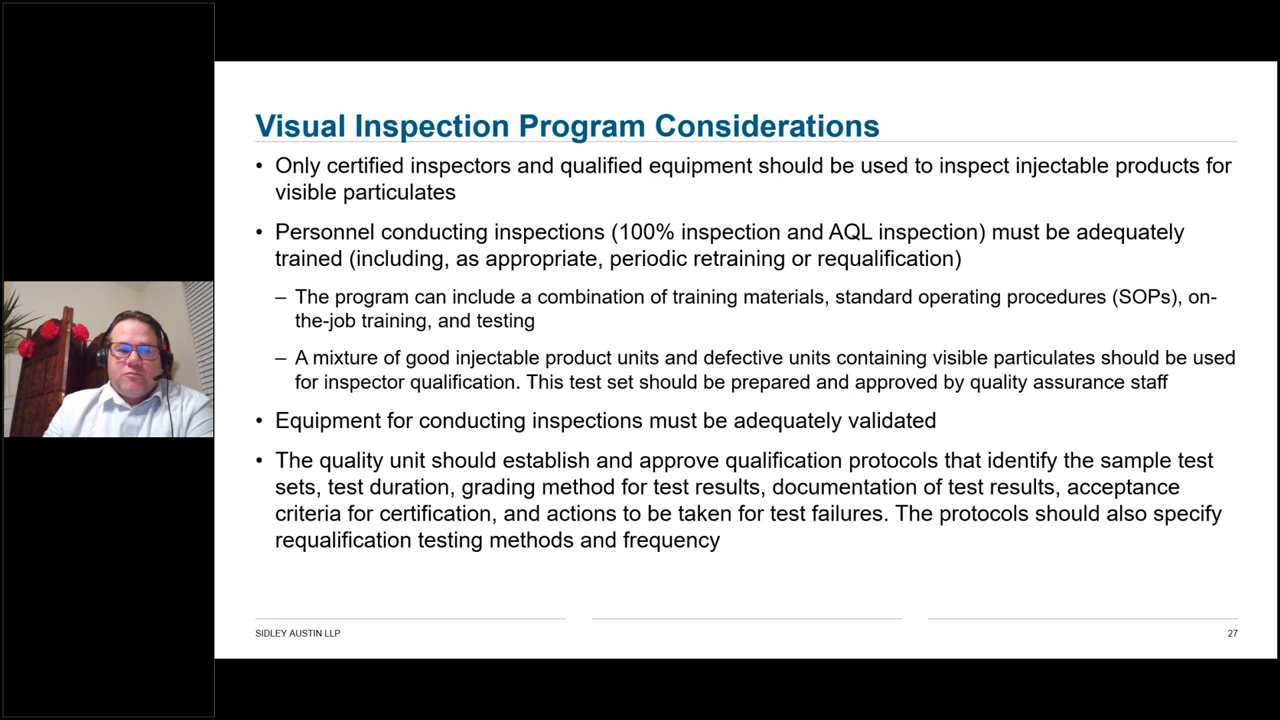 Visual Inspection Program Considerations
• Only certified inspectors and qualified equipment should be used to inspect injectable products for
visible particulates
• Personnel conducting inspections (100% inspection and AQL inspection) must be adequately
trained (including, as appropriate, periodic retraining or requalification)
– The program can include a combination of training materials, standard operating procedures (SOPs), on-
the-job training, and testing
– A mixture of good injectable product units and defective units containing visible particulates should be used
for inspector qualification. This test set should be prepared and approved by quality assurance staff
• Equipment for conducting inspections must be adequately validated
• The quality unit should establish and approve qualification protocols that identify the sample test
sets, test duration, grading method for test results, documentation of test results, acceptance
criteria for certification, and actions to be taken for test failures. The protocols should also specify
requalification testing methods and frequency
SIDLEY AUSTIN LLP
27